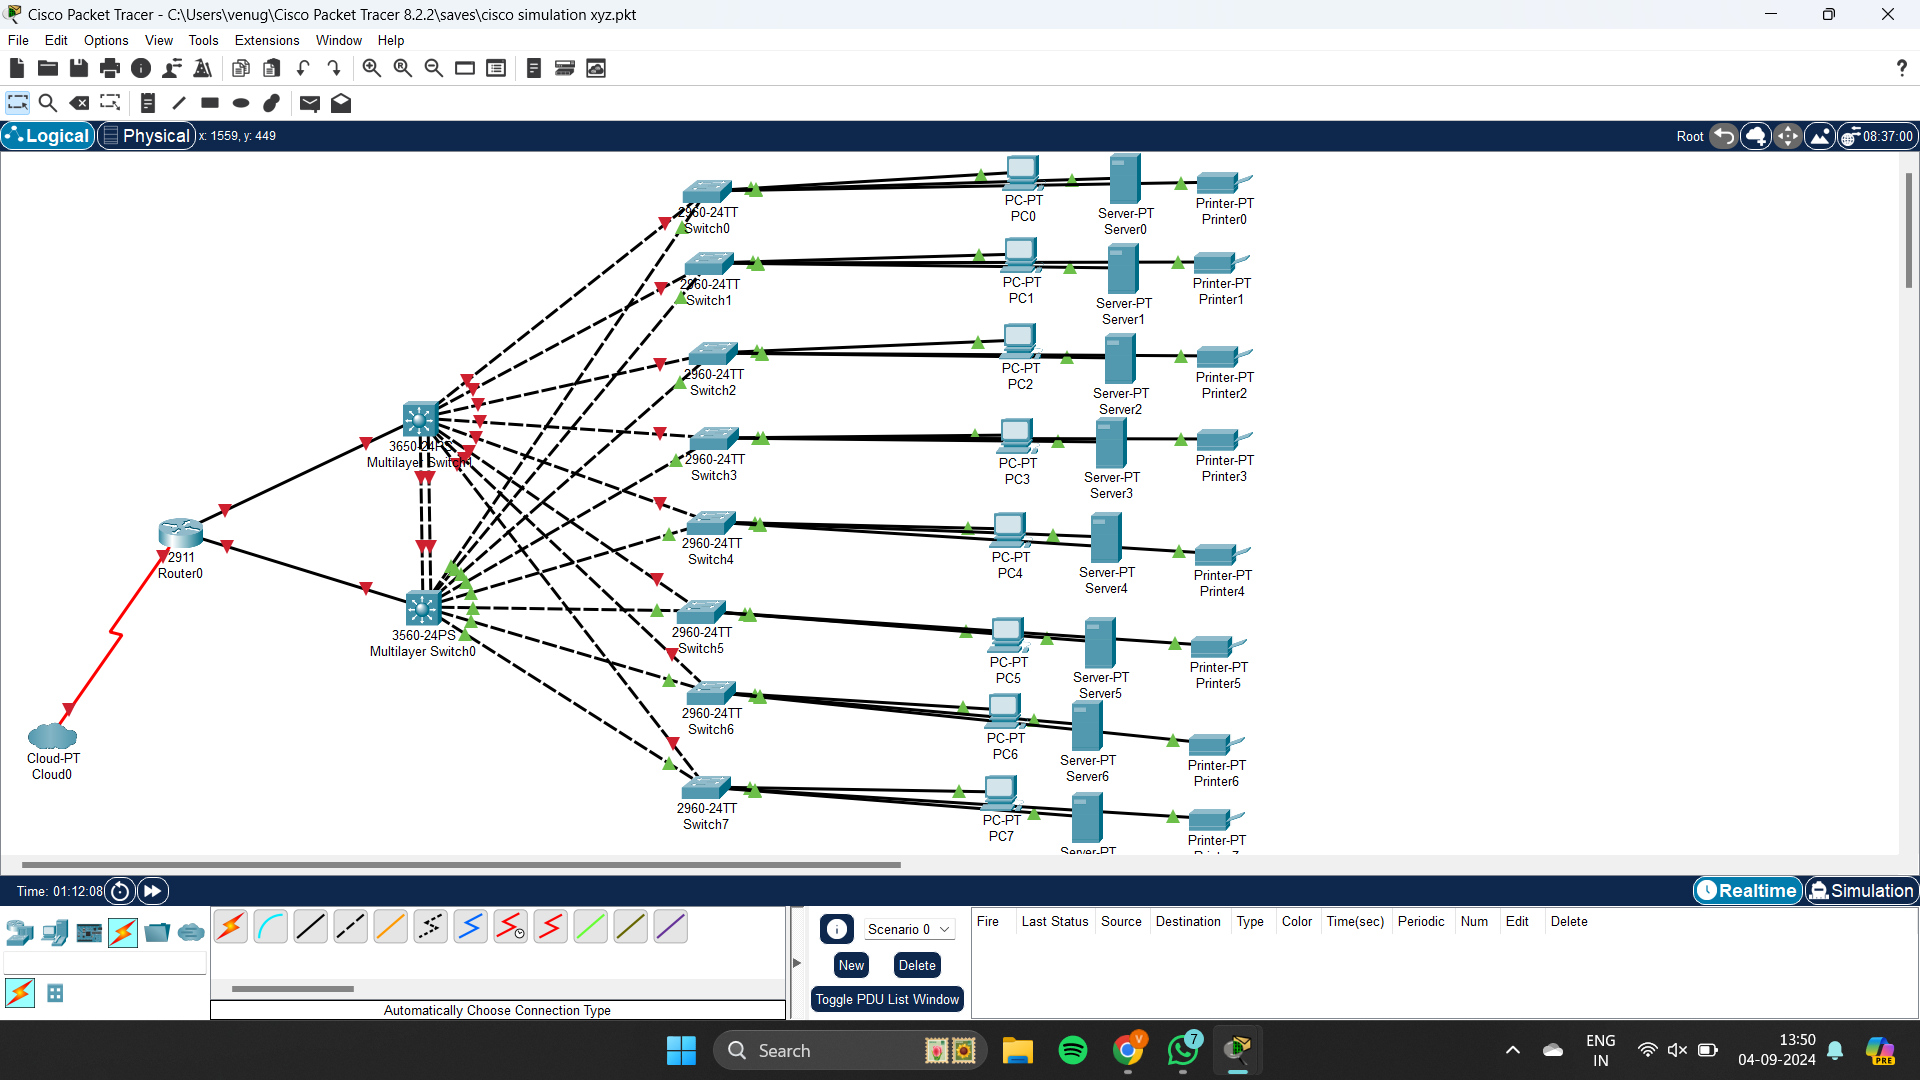 Cisco Packet Tracer - C:\Users\venug\Cisco Packet Tracer 8.2.2\saves\cisco simulation xyz.pkt
File Edit Options View Tools Extensions Window Help
Logical Physical x: 1559, y: 449 Root 08:37:00
2960-24TT
Switch0
PC-PT
PC0
Server-PT
Server0
Printer-PT
Printer0
2960-24TT
Switch1
PC-PT
PC1
Server-PT
Server1
Printer-PT
Printer1
2960-24TT
Switch2
PC-PT
PC2
Server-PT
Server2
Printer-PT
Printer2
3650-24PS
Multilayer Switch1
2960-24TT
Switch3
PC-PT
PC3
Server-PT
Server3
Printer-PT
Printer3
2911
Router0
2960-24TT
Switch4
PC-PT
PC4
Server-PT
Server4
Printer-PT
Printer4
3560-24PS
Multilayer Switch0
2960-24TT
Switch5
PC-PT
PC5
Server-PT
Server5
Printer-PT
Printer5
2960-24TT
Switch6
PC-PT
PC6
Server-PT
Server6
Printer-PT
Printer6
Cloud-PT
Cloud0
2960-24TT
Switch7
PC-PT
PC7
Server-PT
Printer-PT
Time: 01:12:08 Realtime Simulation
Scenario 0
New Delete
Toggle PDU List Window
Fire Last Status Source Destination Type Color Time(sec) Periodic Num Edit Delete
Automatically Choose Connection Type
Search
V
7
ENG
IN
13:50
04-09-2024
PRE